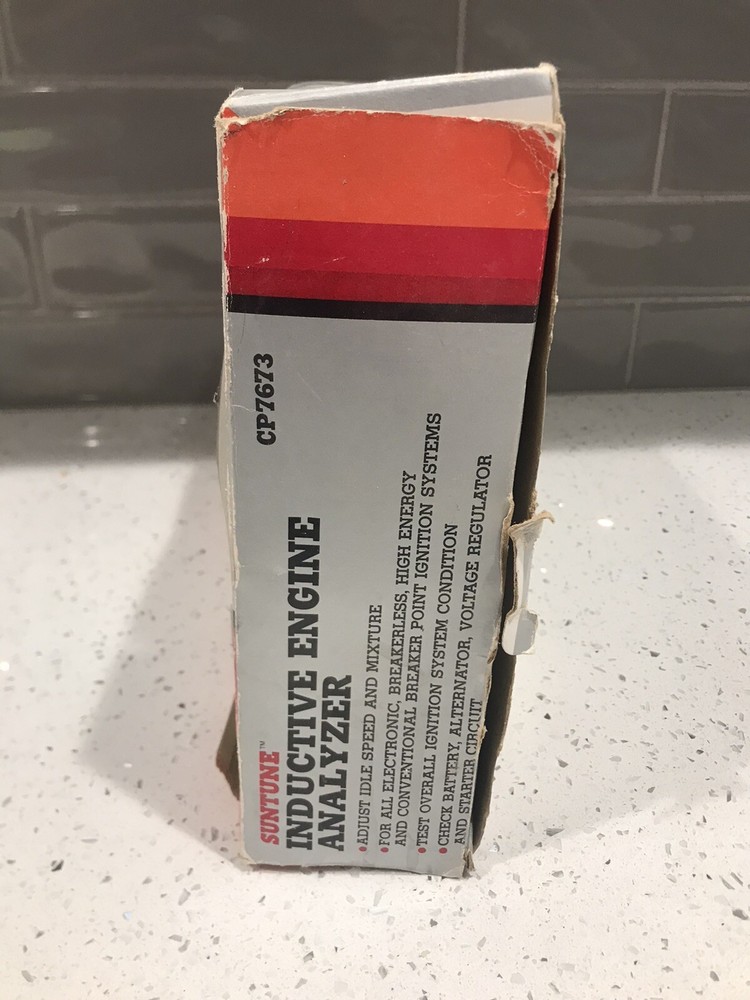 SUNTUNE™
INDUCTIVE ENGINE
ANALYZER
CP7673
•ADJUST IDLE SPEED AND MIXTURE
•FOR ALL ELECTRONIC, BREAKERLESS, HIGH ENERGY
AND CONVENTIONAL BREAKER POINT IGNITION SYSTEMS
•TEST OVERALL IGNITION SYSTEM CONDITION
•CHECK BATTERY, ALTERNATOR, VOLTAGE REGULATOR
AND STARTER CIRCUIT